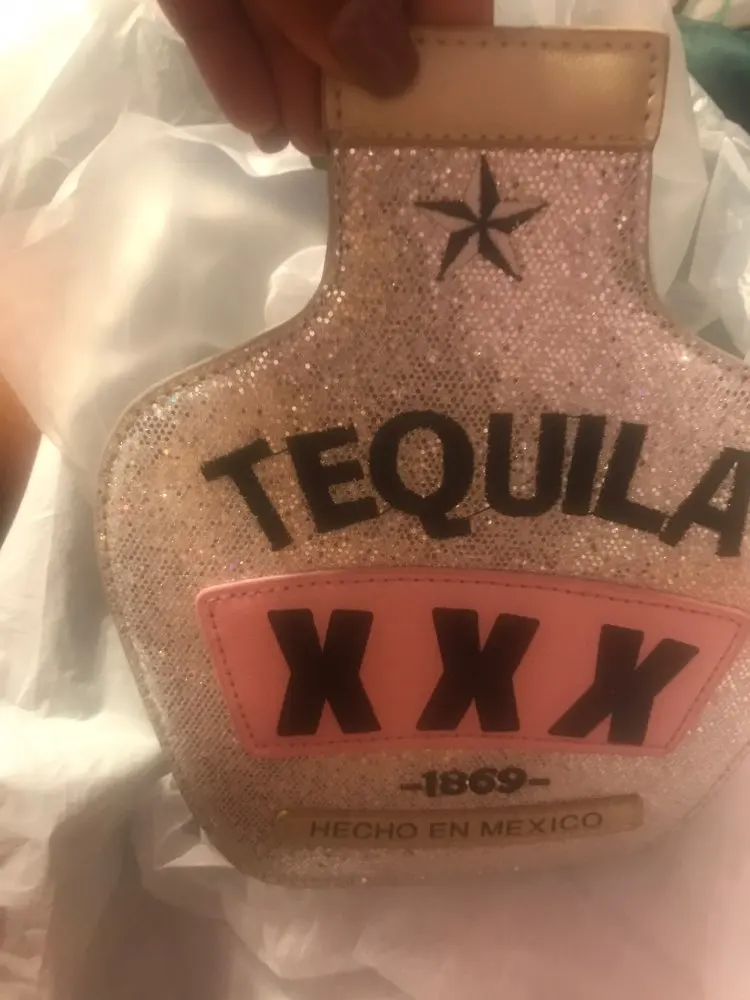 TEQUILA
XXX
-1869-
HECHO EN MEXICO